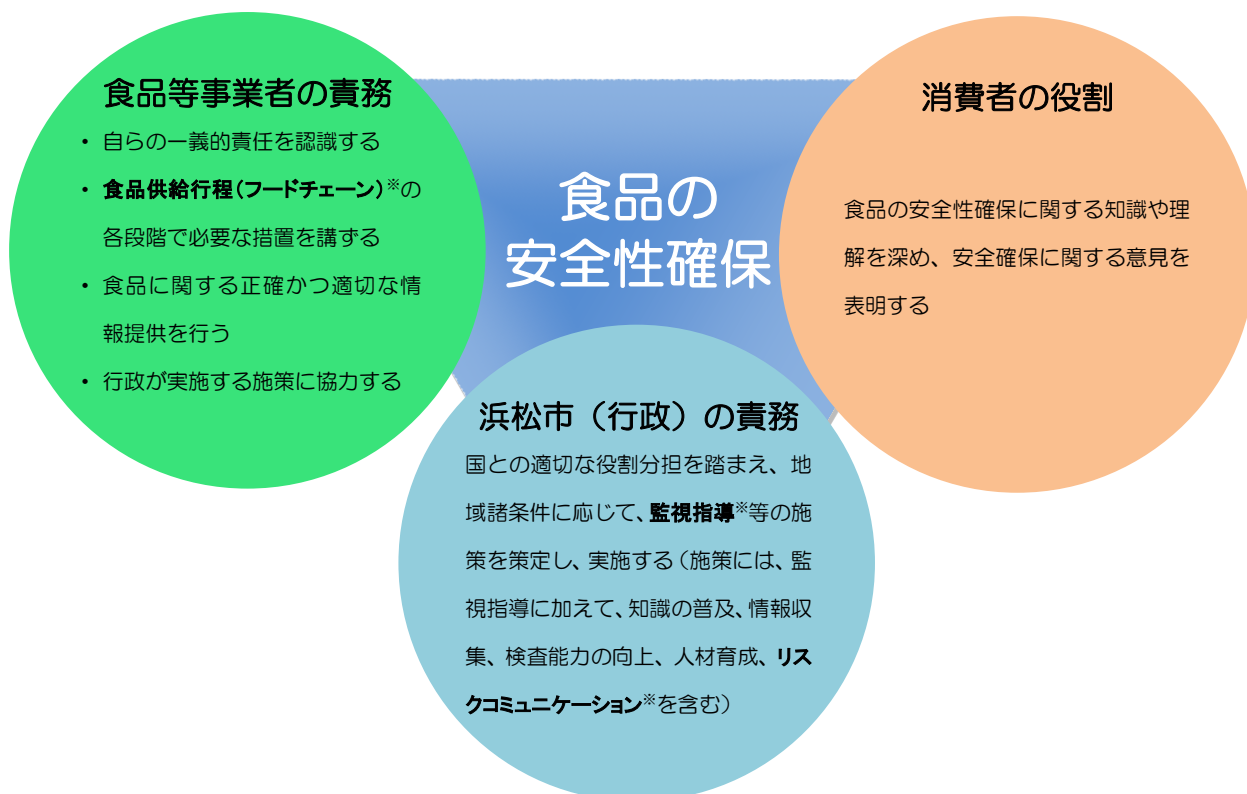 食品等事業者の責務
・ 自らの一義的責任を認識する
・ 食品供給行程(フードチェーン)※の
各段階で必要な措置を講ずる
・ 食品に関する正確かつ適切な情
報提供を行う
・ 行政が実施する施策に協力する
食品の
安全性確保
消費者の役割
食品の安全性確保に関する知識や理
解を深め、安全確保に関する意見を
表明する
浜松市（行政）の責務
国との適切な役割分担を踏まえ、地
域諸条件に応じて、監視指導※等の施
策を策定し、実施する（施策には、監
視指導に加えて、知識の普及、情報収
集、検査能力の向上、人材育成、リス
クコミュニケーション※を含む）